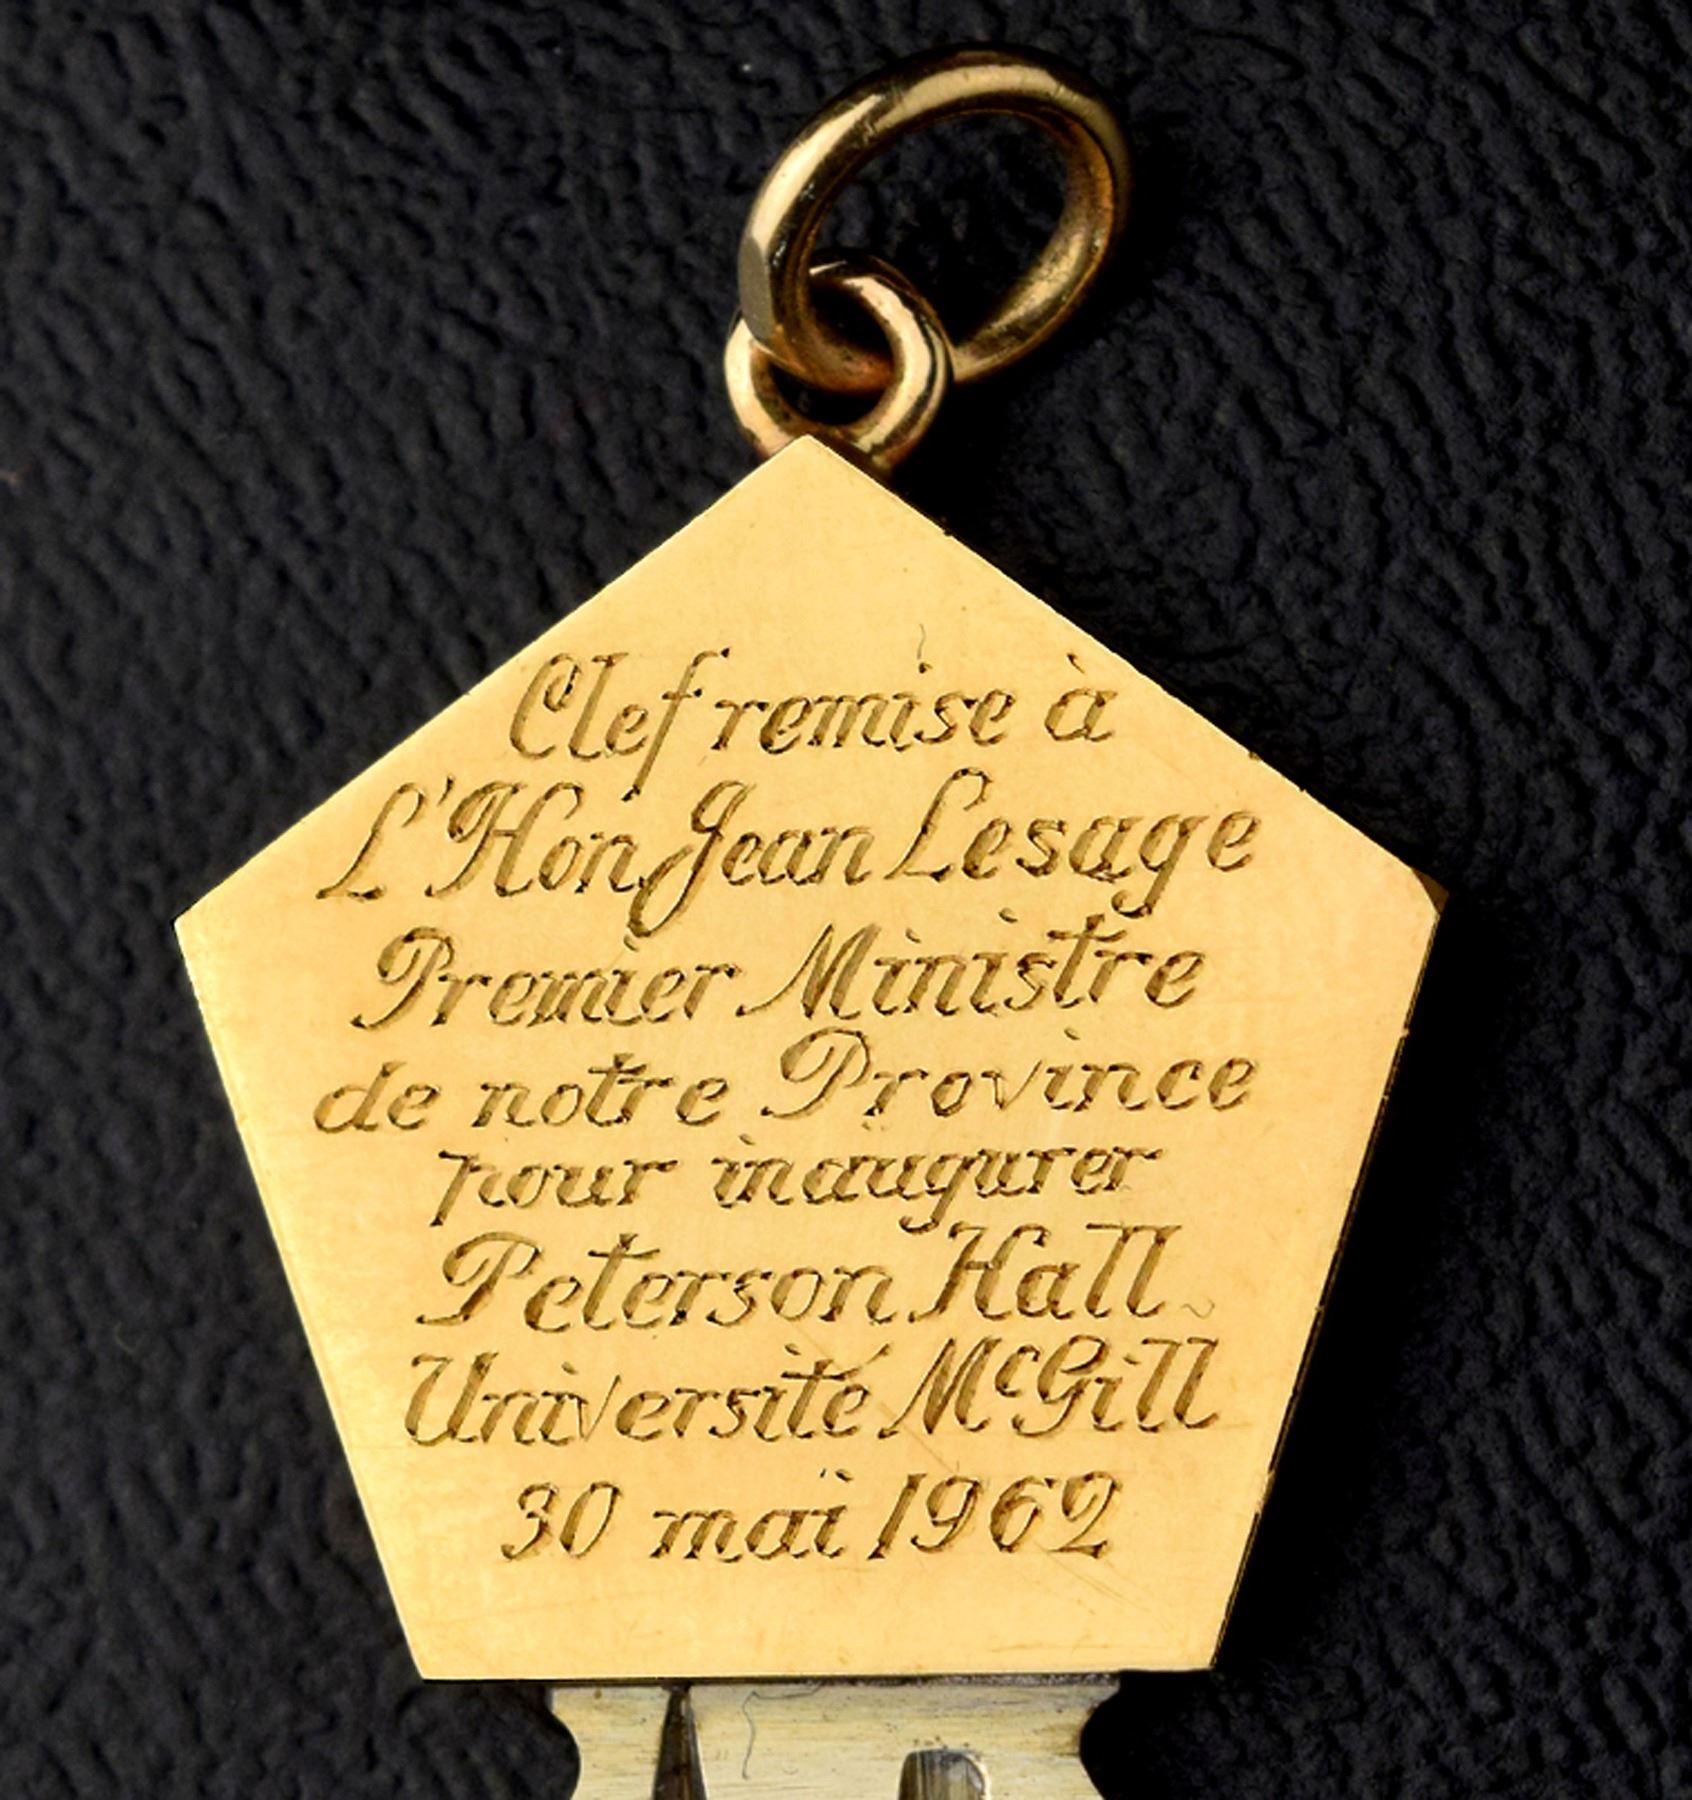 Clef remise à
L'Hon Jean Lesage
Premier Ministre
de notre Province
pour inaugurer
Peterson Hall
Université McGill
30 mai 1962